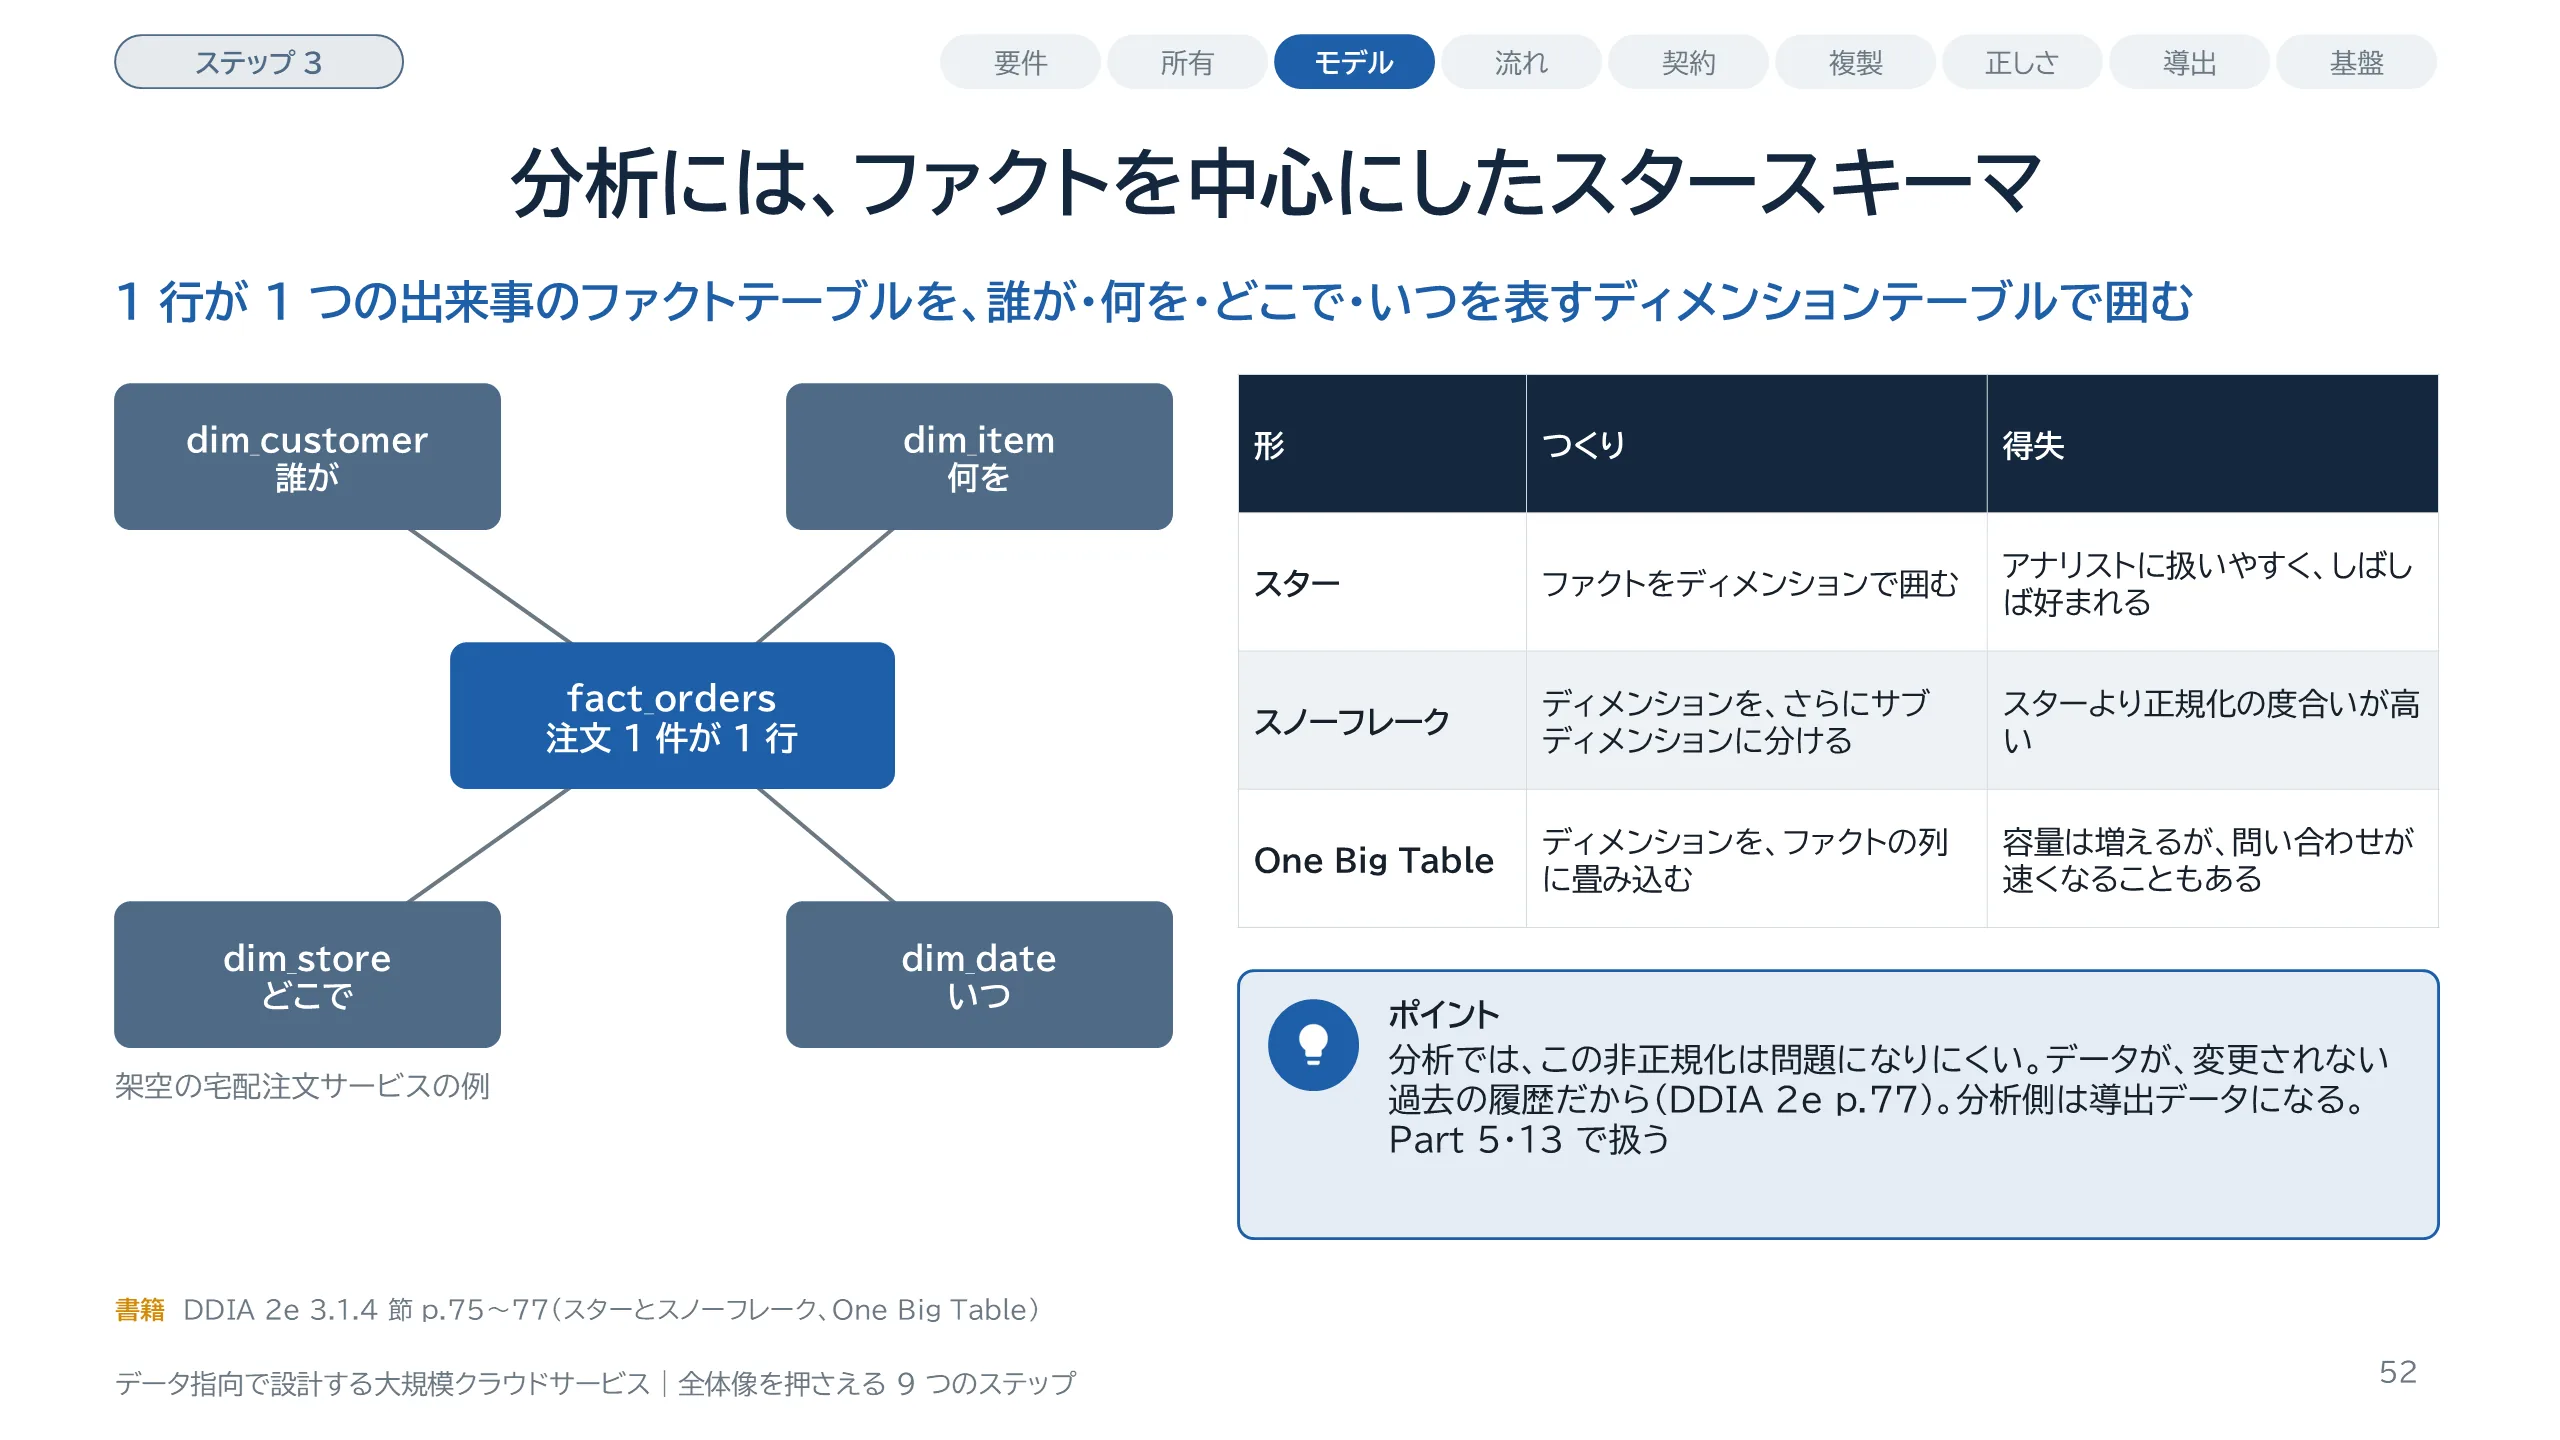 ステップ 3
要件 所有 モデル 流れ 契約 複製 正しさ 導出 基盤
分析には、ファクトを中心にしたスタースキーマ
1 行が 1 つの出来事のファクトテーブルを、誰が・何を・どこで・いつを表すディメンションテーブルで囲む
dim_customer
誰が
dim_item
何を
fact_orders
注文 1 件が 1 行
dim_store
どこで
dim_date
いつ
架空の宅配注文サービスの例
形 つくり 得失
スター ファクトをディメンションで囲む アナリストに扱いやすく、しばし
ば好まれる
スノーフレーク ディメンションを、さらにサブ
ディメンションに分ける
スターより正規化の度合いが高
い
One Big Table ディメンションを、ファクトの列
に畳み込む
容量は増えるが、問い合わせが
速くなることもある
ポイント
分析では、この非正規化は問題になりにくい。データが、変更されない
過去の履歴だから（DDIA 2e p.77）。分析側は導出データになる。
Part 5・13 で扱う
書籍 DDIA 2e 3.1.4 節 p.75〜77（スターとスノーフレーク、One Big Table）
データ指向で設計する大規模クラウドサービス｜全体像を押さえる 9 つのステップ
52